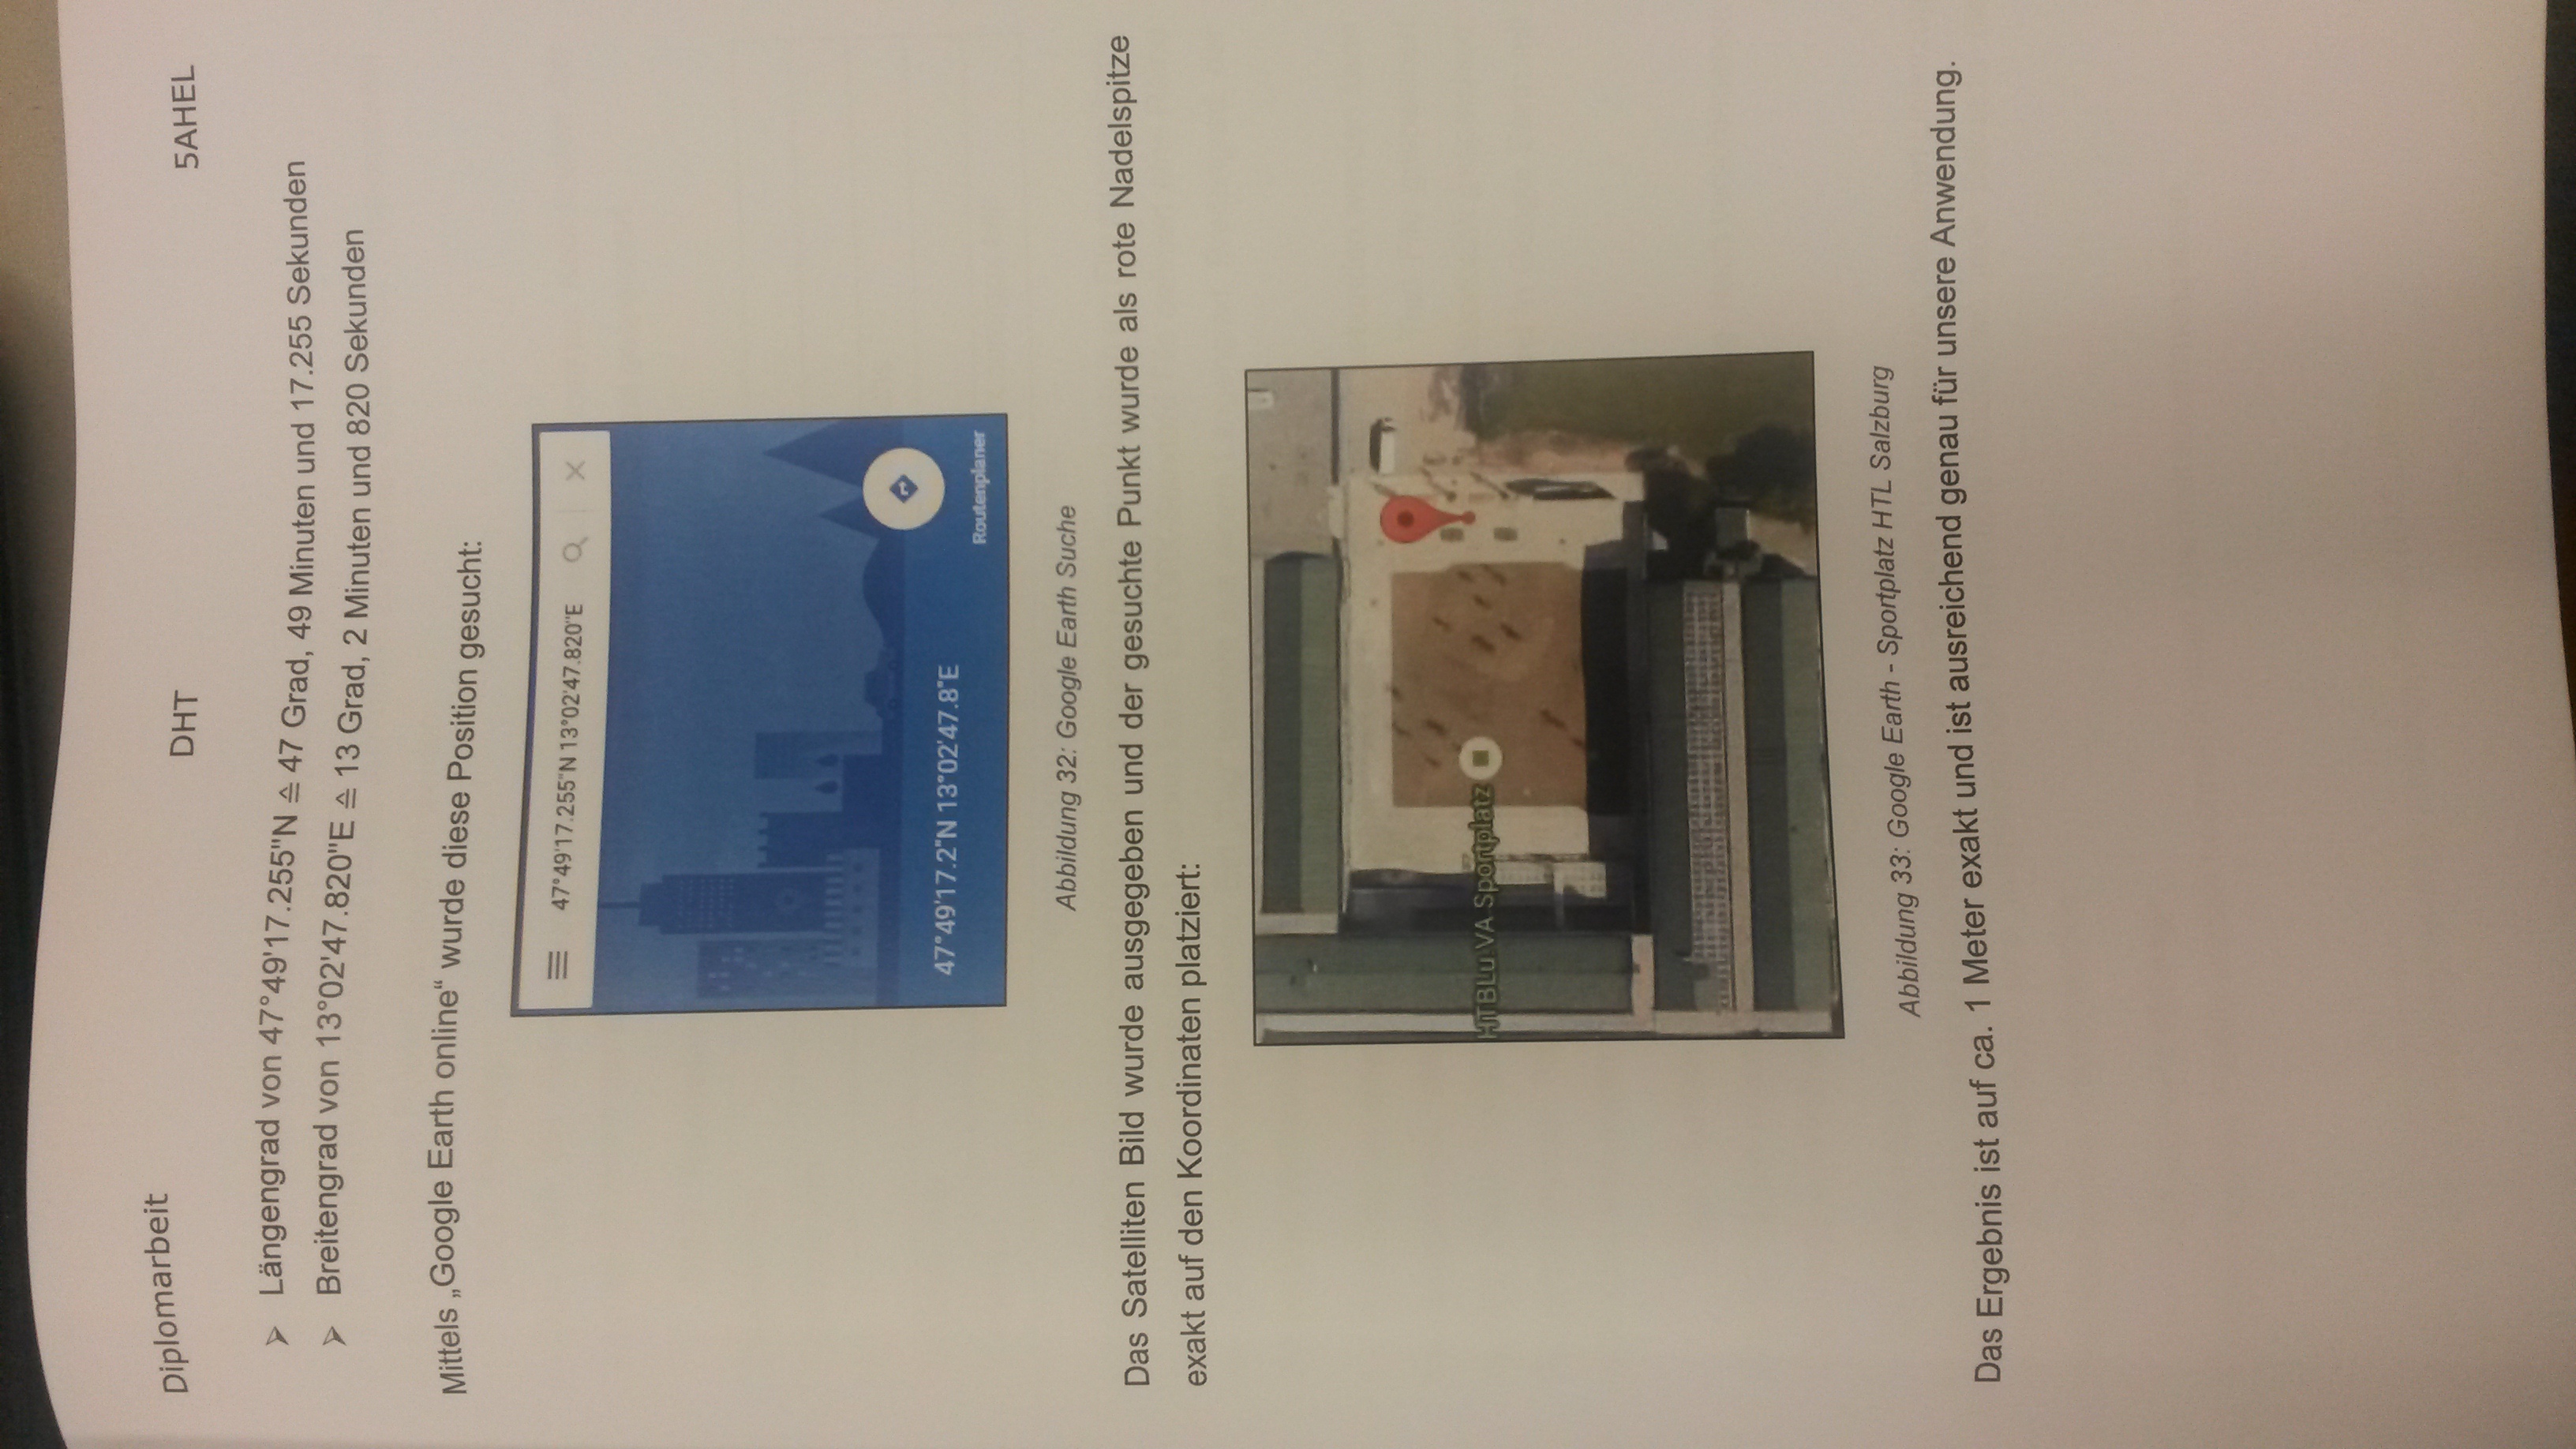 Diplomarbeit DHT 5AHEL
➤ Längengrad von 47°49'17.255"N ≙ 47 Grad, 49 Minuten und 17.255 Sekunden
➤ Breitengrad von 13°02'47.820"E ≙ 13 Grad, 2 Minuten und 820 Sekunden
Mittels „Google Earth online“ wurde diese Position gesucht:
47°49'17.255"N 13°02'47.820"E
47°49'17.2"N 13°02'47.8"E
Routenplaner
Abbildung 32: Google Earth Suche
Das Satelliten Bild wurde ausgegeben und der gesuchte Punkt wurde als rote Nadelspitze
exakt auf den Koordinaten platziert:
HTBLu VA Sportplatz
Abbildung 33: Google Earth - Sportplatz HTL Salzburg
Das Ergebnis ist auf ca. 1 Meter exakt und ist ausreichend genau für unsere Anwendung.